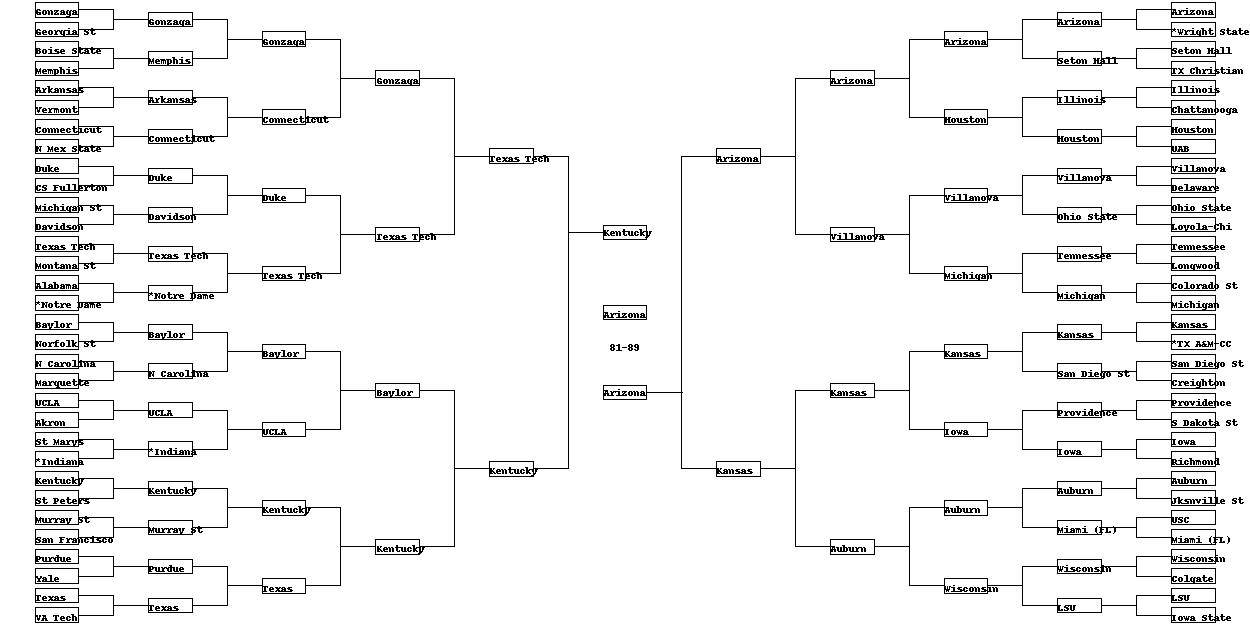 Gonzaga
Georgia St
Boise State
Memphis
Arkansas
Vermont
Connecticut
N Mex State
Duke
CS Fullerton
Michigan St
Davidson
Texas Tech
Montana St
Alabama
*Notre Dame
Baylor
Norfolk St
N Carolina
Marquette
UCLA
Akron
St Marys
*Indiana
Kentucky
St Peters
Murray St
San Francisco
Purdue
Yale
Texas
VA Tech
Gonzaga
Memphis
Arkansas
Connecticut
Duke
Davidson
Texas Tech
*Notre Dame
Baylor
N Carolina
UCLA
*Indiana
Kentucky
Murray St
Purdue
Texas
Gonzaga
Connecticut
Duke
Texas Tech
Baylor
UCLA
Kentucky
Texas
Gonzaga
Texas Tech
Baylor
Kentucky
Texas Tech
Kentucky
Kentucky
Arizona
81-89
Arizona
Arizona
Kansas
Arizona
Villanova
Kansas
Auburn
Arizona
Houston
Villanova
Michigan
Kansas
Iowa
Auburn
Wisconsin
Arizona
Seton Hall
Illinois
Houston
Villanova
Ohio State
Tennessee
Michigan
Kansas
San Diego St
Providence
Iowa
Auburn
Miami (FL)
Wisconsin
LSU
Arizona
*Wright State
Seton Hall
TX Christian
Illinois
Chattanooga
Houston
UAB
Villanova
Delaware
Ohio State
Loyola-Chi
Tennessee
Longwood
Colorado St
Michigan
Kansas
*TX A&M-CC
San Diego St
Creighton
Providence
S Dakota St
Iowa
Richmond
Auburn
Jksnville St
USC
Miami (FL)
Wisconsin
Colgate
LSU
Iowa State